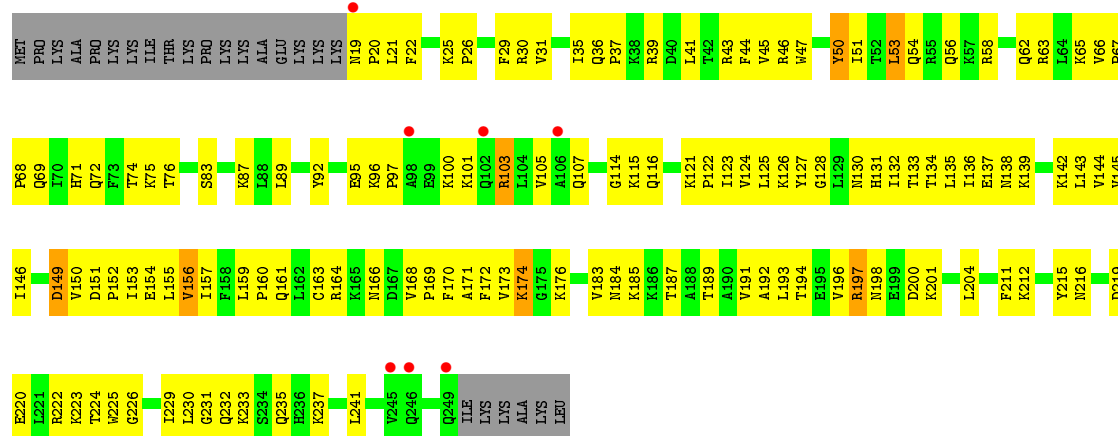 MET PRO LYS ALA PRO LYS LYS ILE THR LYS PRO LYS LYS ALA GLU LYS LYS LYS N19 P20 L21 F22 K25 P26 F29 R30 V31 I35 Q36 P37 K38 R39 D40 L41 T42 R43 F44 V45 R46 W47 Y50 I51 T52 L53 Q54 R55 Q56 K57 R58 Q62 R63 L64 K65 V66 P67
P68 Q69 I70 H71 Q72 F73 T74 K75 T76 S83 K87 L88 L89 Y92 E95 K96 P97 A98 E99 K100 K101 Q102 R103 L104 V105 A106 Q107 G114 K115 Q116 K121 P122 I123 V124 L125 K126 Y127 G128 L129 N130 H131 I132 T133 T134 L135 I136 E137 N138 K139 K142 L143 V144 V145
I146 D149 V150 D151 P152 I153 E154 L155 V156 I157 F158 L159 P160 Q161 L162 C163 R164 K165 N166 D167 V168 P169 F170 A171 F172 V173 K174 G175 K176 V183 N184 K185 K186 T187 A188 T189 A190 V191 A192 L193 T194 E195 V196 R197 N198 E199 D200 K201 L204 F211 K212 Y215 N216 D219
E220 L221 R222 K223 T224 W225 G226 I229 L230 G231 Q232 K233 S234 Q235 H236 K237 L241 V245 Q246 Q249 ILE LYS LYS ALA LYS LEU